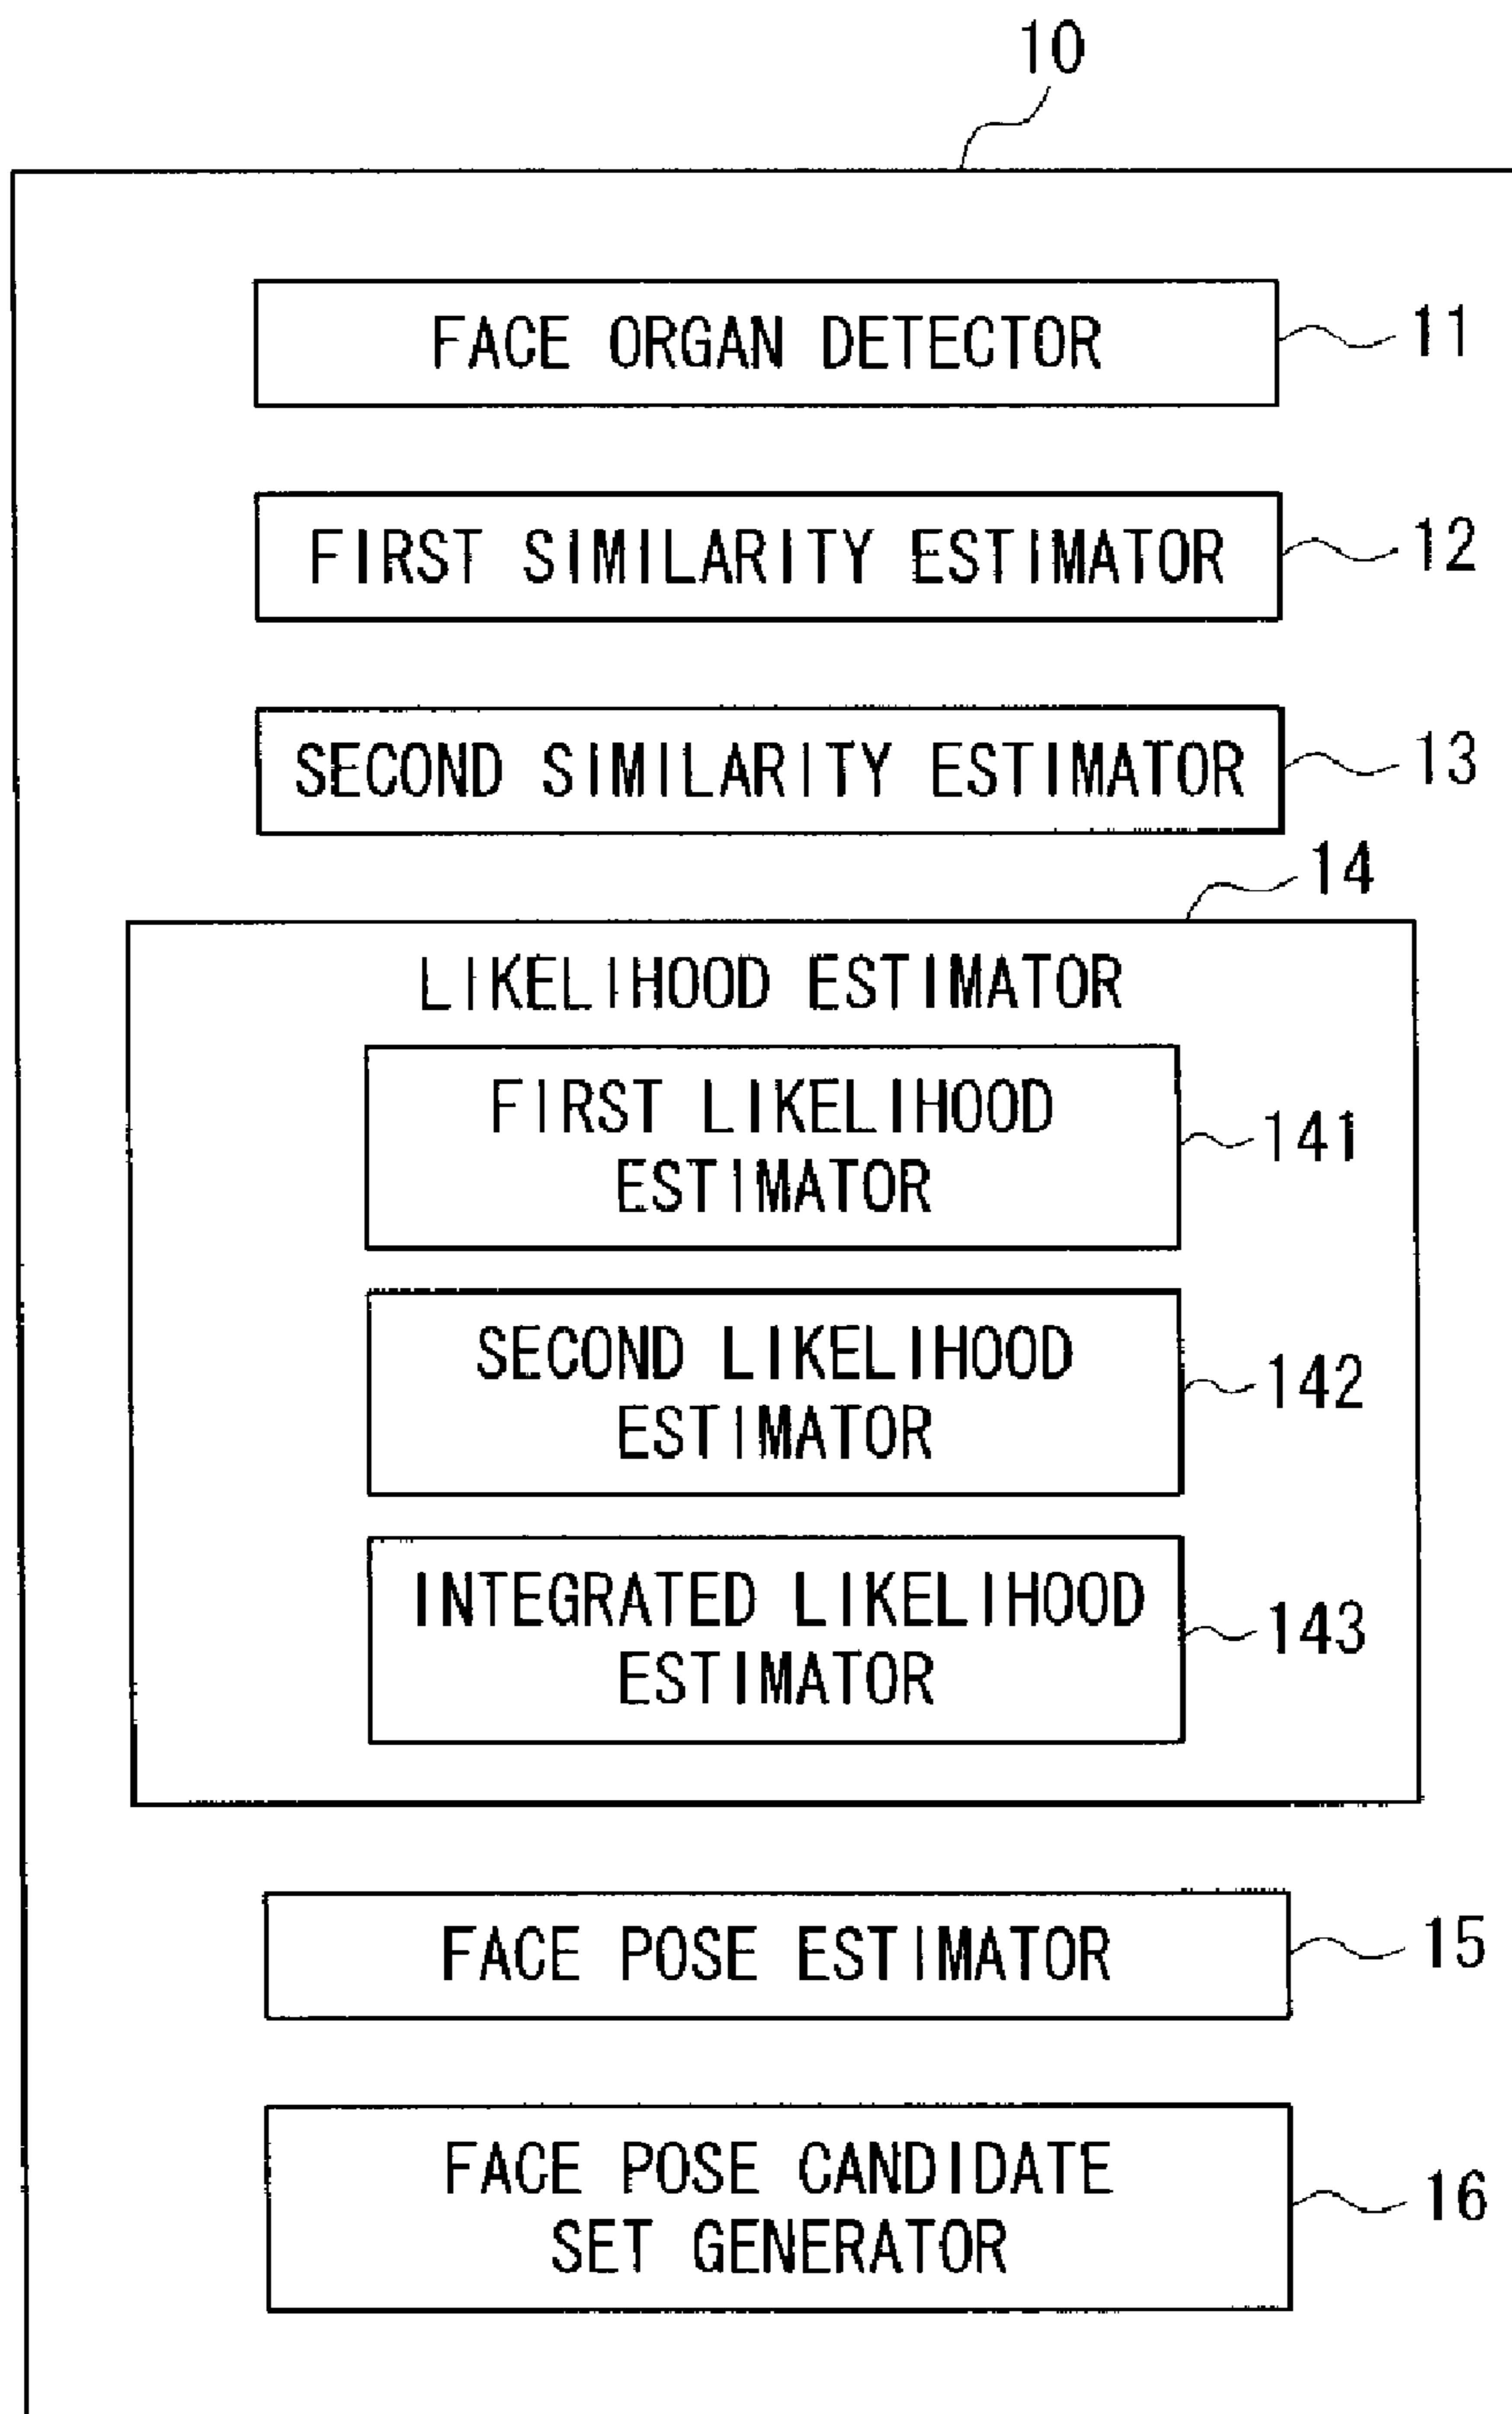 10
FACE ORGAN DETECTOR
11
FIRST SIMILARITY ESTIMATOR
12
SECOND SIMILARITY ESTIMATOR
13
14
LIKELIHOOD ESTIMATOR
FIRST LIKELIHOOD
ESTIMATOR
141
SECOND LIKELIHOOD
ESTIMATOR
142
INTEGRATED LIKELIHOOD
ESTIMATOR
143
FACE POSE ESTIMATOR
15
FACE POSE CANDIDATE
SET GENERATOR
16